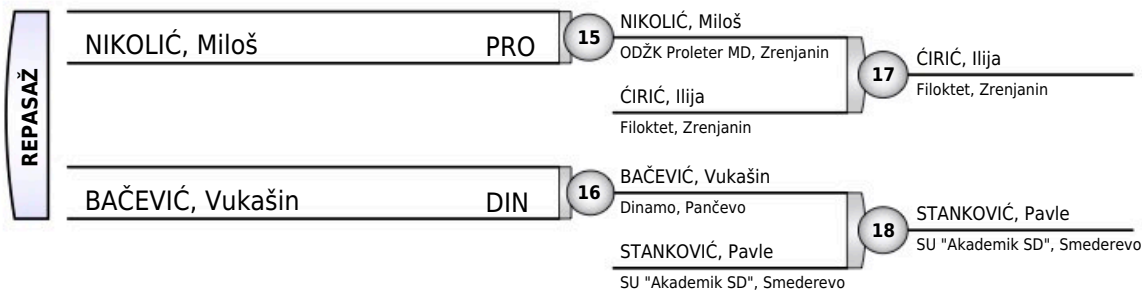 REPASAŽ
NIKOLIĆ, Miloš PRO
15
NIKOLIĆ, Miloš
ODŽK Proleter MD, Zrenjanin
ĆIRIĆ, Ilija
Filoktet, Zrenjanin
17
ĆIRIĆ, Ilija
Filoktet, Zrenjanin
BAČEVIĆ, Vukašin DIN
16
BAČEVIĆ, Vukašin
Dinamo, Pančevo
STANKOVIĆ, Pavle
SU "Akademik SD", Smederevo
18
STANKOVIĆ, Pavle
SU "Akademik SD", Smederevo